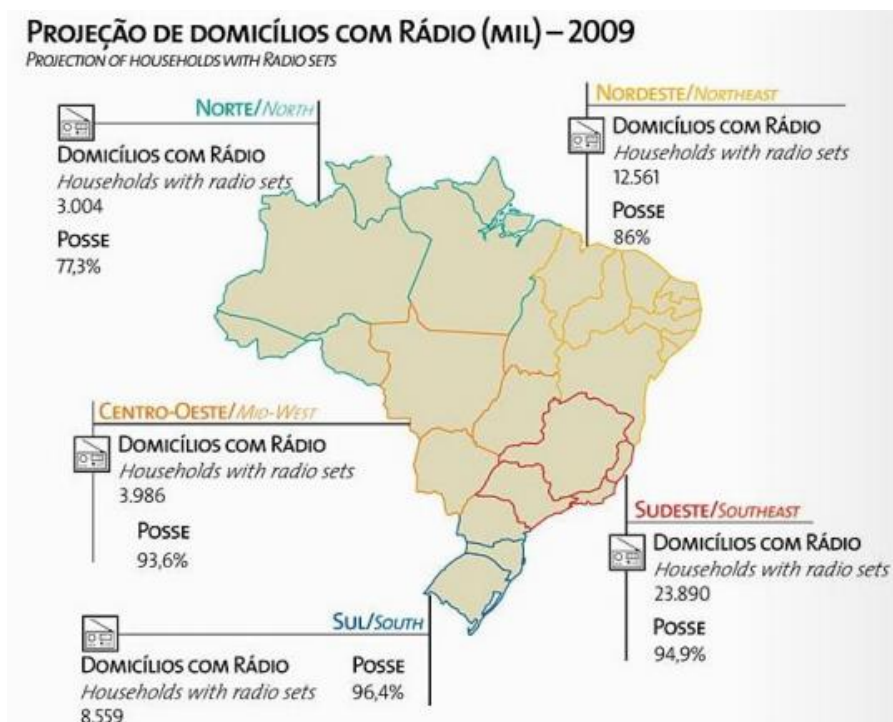 PROJEÇÃO DE DOMICÍLIOS COM RÁDIO (MIL) – 2009
PROJECTION OF HOUSEHOLDS WITH RADIO SETS
NORTE/NORTH
DOMICÍLIOS COM RÁDIO
Households with radio sets
3.004
POSSE
77,3%
NORDESTE/NORTHEAST
DOMICÍLIOS COM RÁDIO
Households with radio sets
12.561
POSSE
86%
CENTRO-OESTE/MID-WEST
DOMICÍLIOS COM RÁDIO
Households with radio sets
3.986
POSSE
93,6%
SUDESTE/SOUTHEAST
DOMICÍLIOS COM RÁDIO
Households with radio sets
23.890
POSSE
94,9%
SUL/SOUTH
DOMICÍLIOS COM RÁDIO
Households with radio sets
8.559
POSSE
96,4%